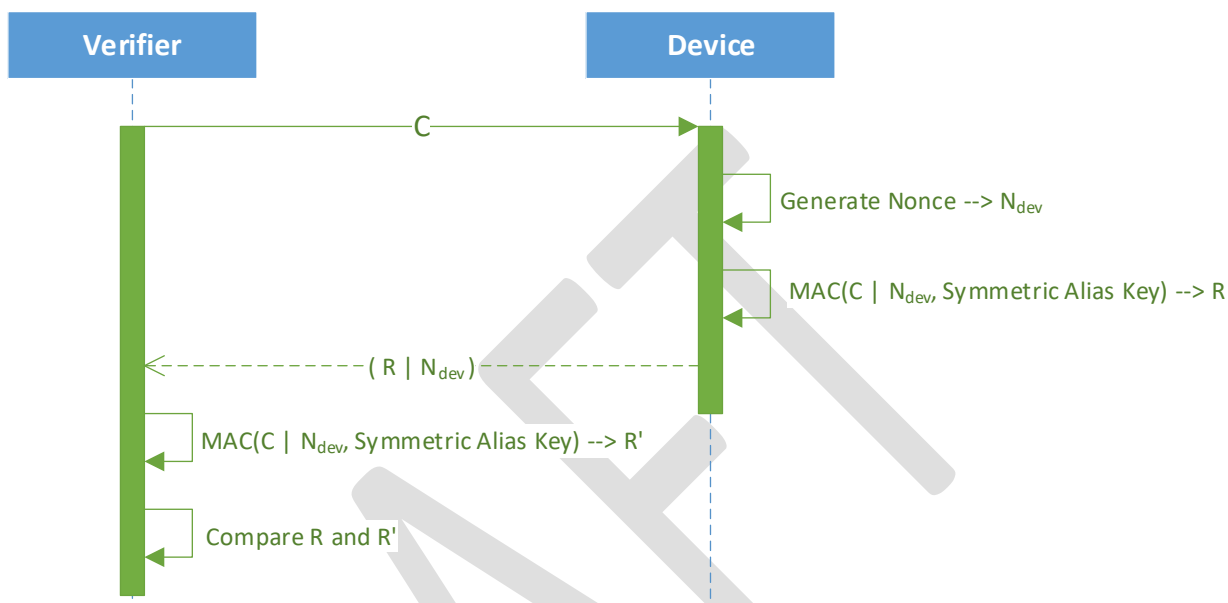 Verifier
Device
C
Generate Nonce --> Ndev
MAC(C | Ndev, Symmetric Alias Key) --> R
( R | Ndev)
MAC(C | Ndev, Symmetric Alias Key) --> R'
Compare R and R'